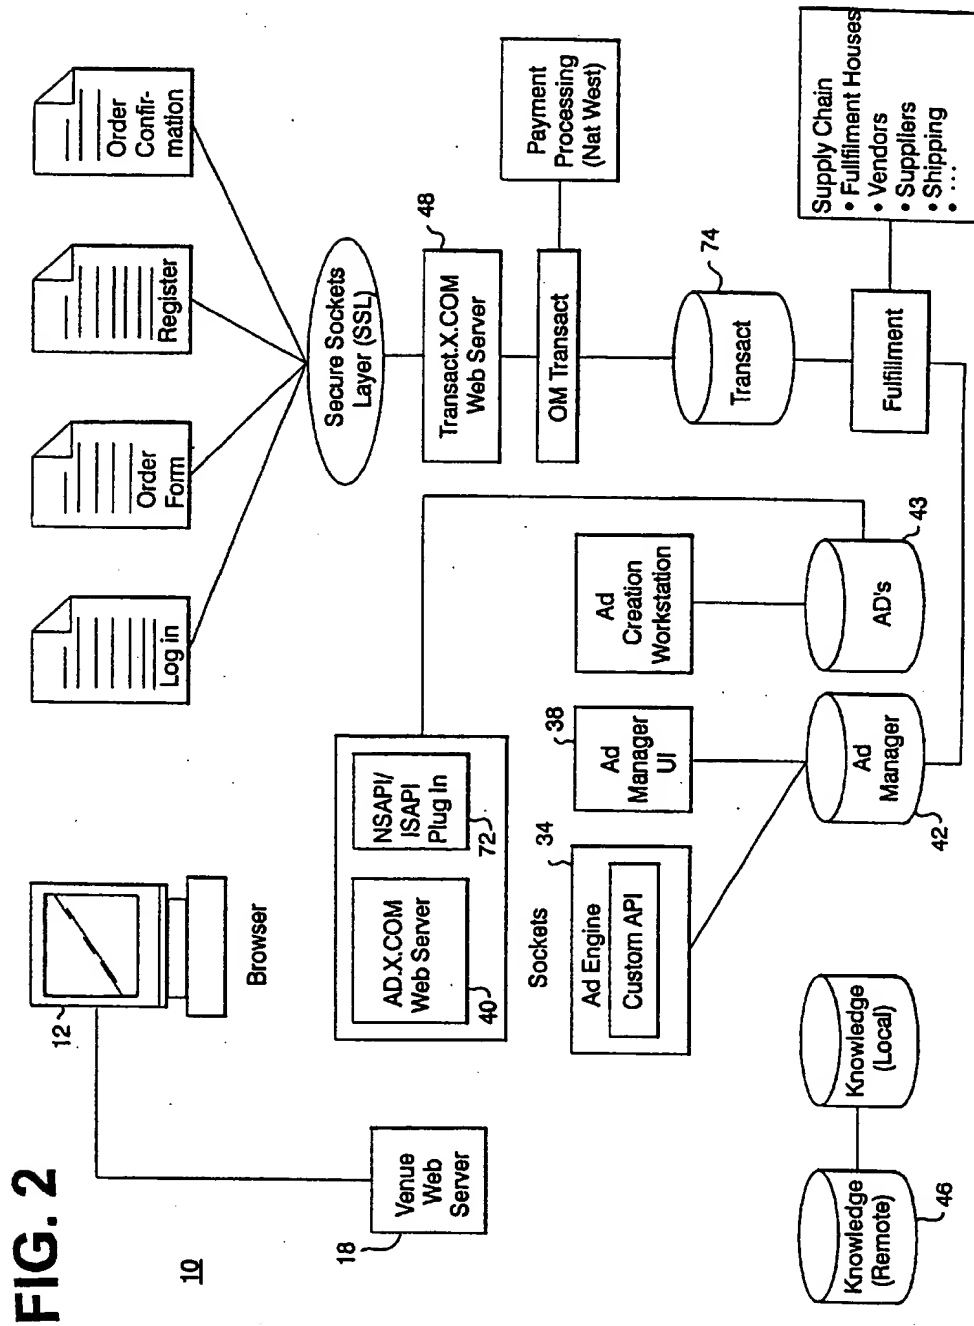 FIG. 2
10
12
Browser
18
Venue
Web
Server
Log in
Order
Form
Register
Order
Confir-
mation
Secure Sockets
Layer (SSL)
AD.X.COM
Web Server
40
NSAPI/
ISAPI
Plug In
72
Transact.X.COM
Web Server
48
OM Transact
Payment
Processing
(Nat West)
Sockets
Ad Engine
Custom API
34
Ad
Manager
UI
38
Ad
Creation
Workstation
Transact
74
Knowledge
(Remote)
46
Knowledge
(Local)
Ad
Manager
42
AD's
43
Fulfillment
Supply Chain
• Fullfilment Houses
• Vendors
• Suppliers
• Shipping
• ...